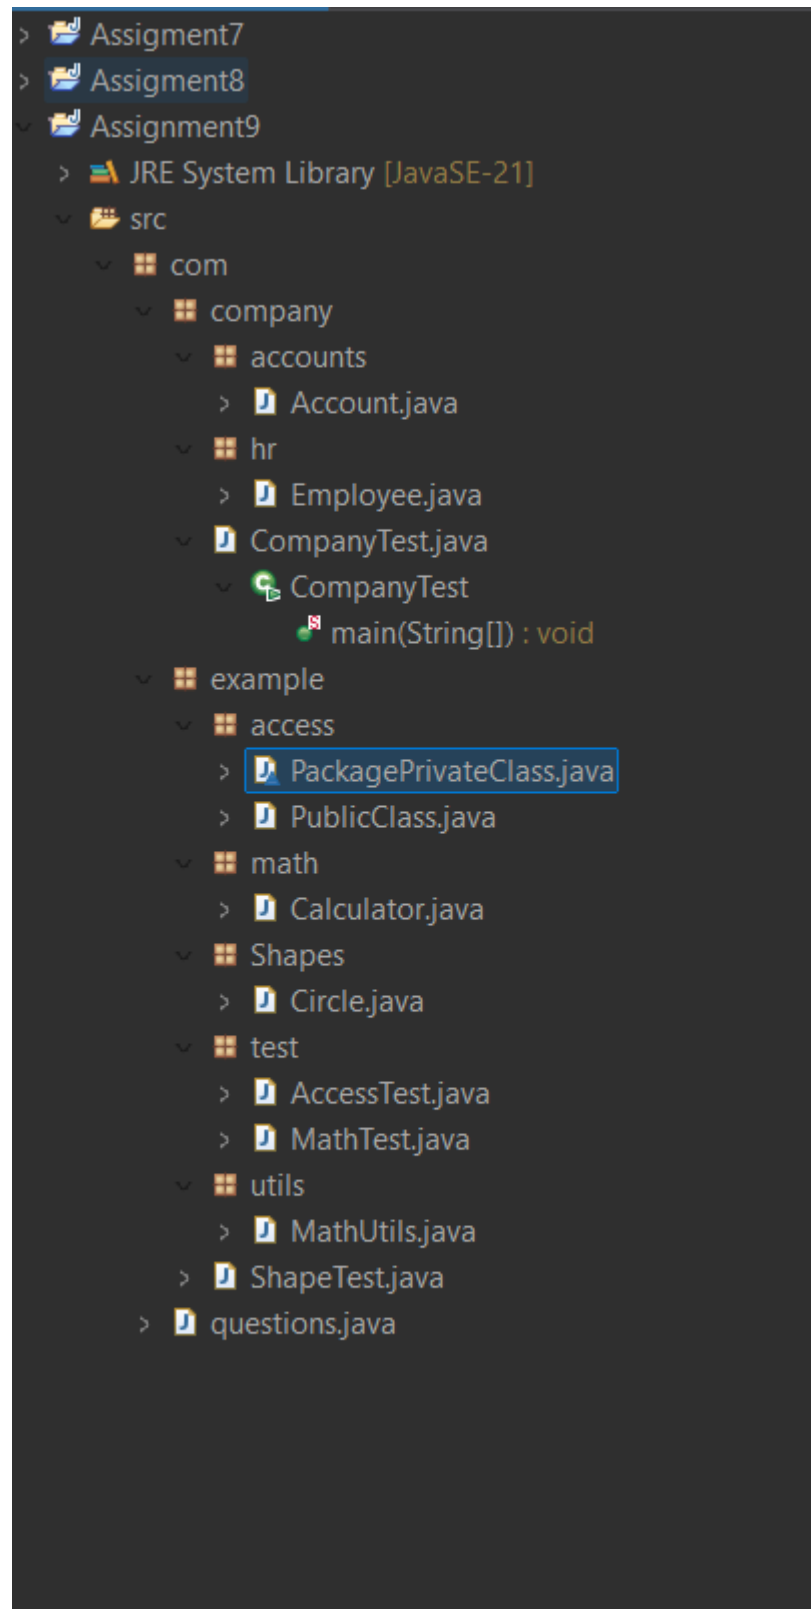 Assigment7
Assigment8
Assignment9
JRE System Library [JavaSE-21]
src
com
company
accounts
Account.java
hr
Employee.java
CompanyTest.java
CompanyTest
main(String[]) : void
example
access
PackagePrivateClass.java
PublicClass.java
math
Calculator.java
Shapes
Circle.java
test
AccessTest.java
MathTest.java
utils
MathUtils.java
ShapeTest.java
questions.java